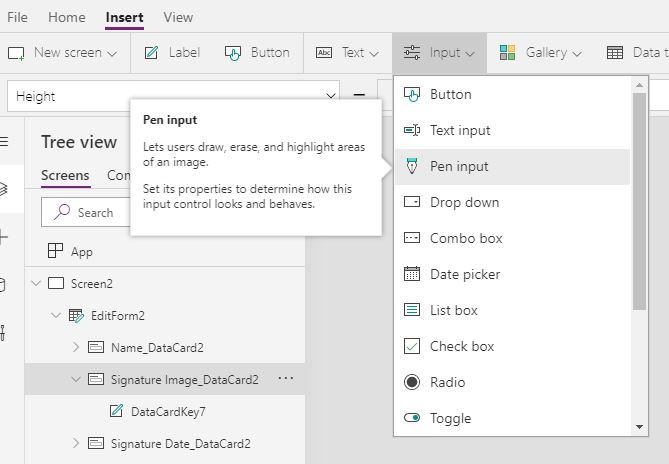 File Home Insert View
New screen Label Button Abc Text Input Gallery Data t
Height =
Pen input
Lets users draw, erase, and highlight areas
of an image.
Set its properties to determine how this
input control looks and behaves.
Tree view
Screens Co
Search
App
Screen2
EditForm2
Name_DataCard2
Signature Image_DataCard2 ...
DataCardKey7
Signature Date_DataCard2
Button
Text input
Pen input
Drop down
Combo box
Date picker
List box
Check box
Radio
Toggle